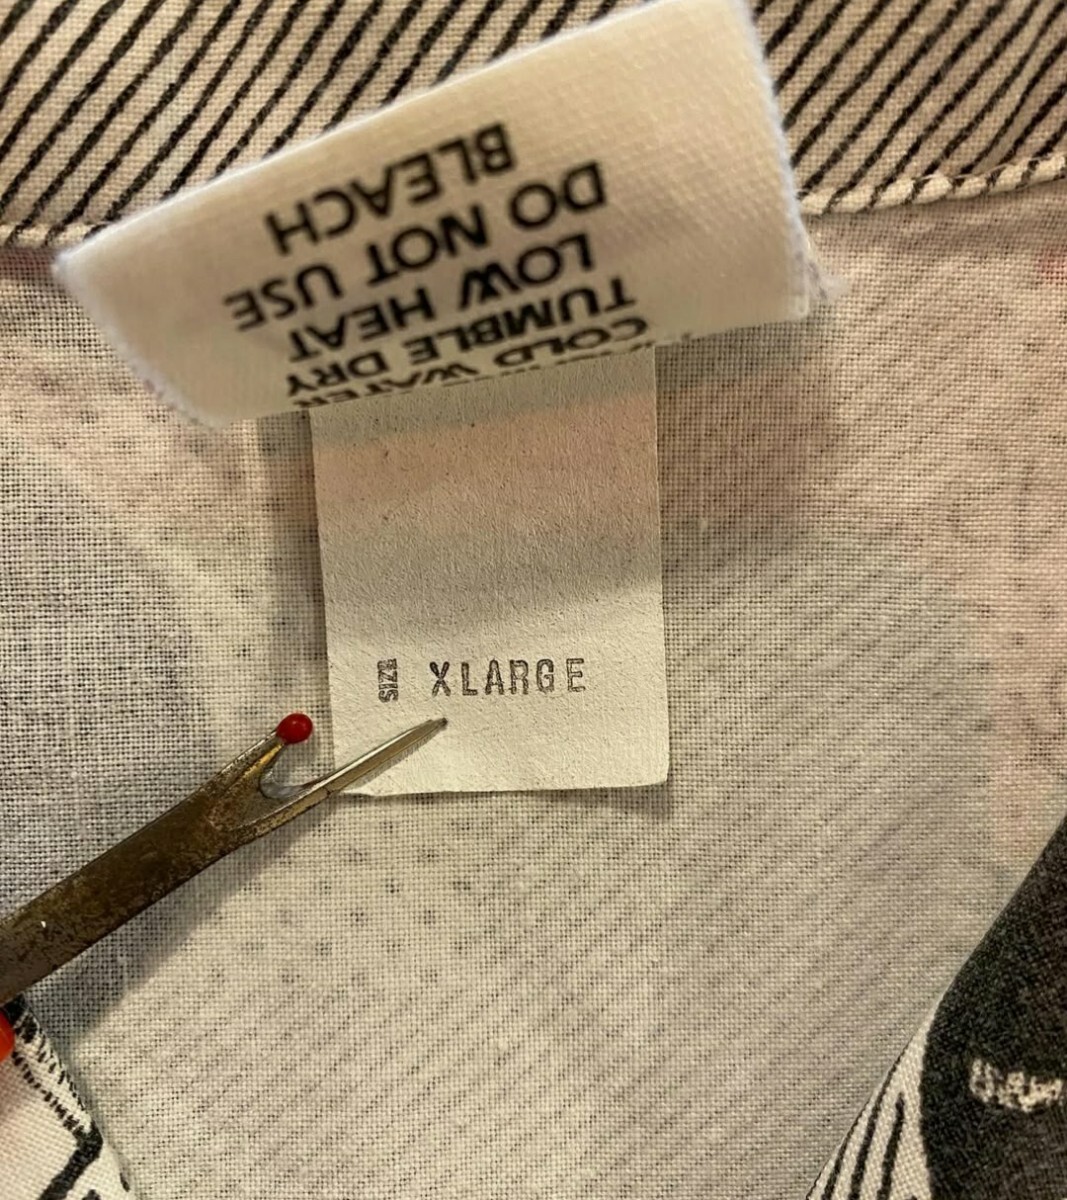 COLD WATER
TUMBLE DRY
LOW HEAT
DO NOT USE
BLEACH
SIZE XLARGE